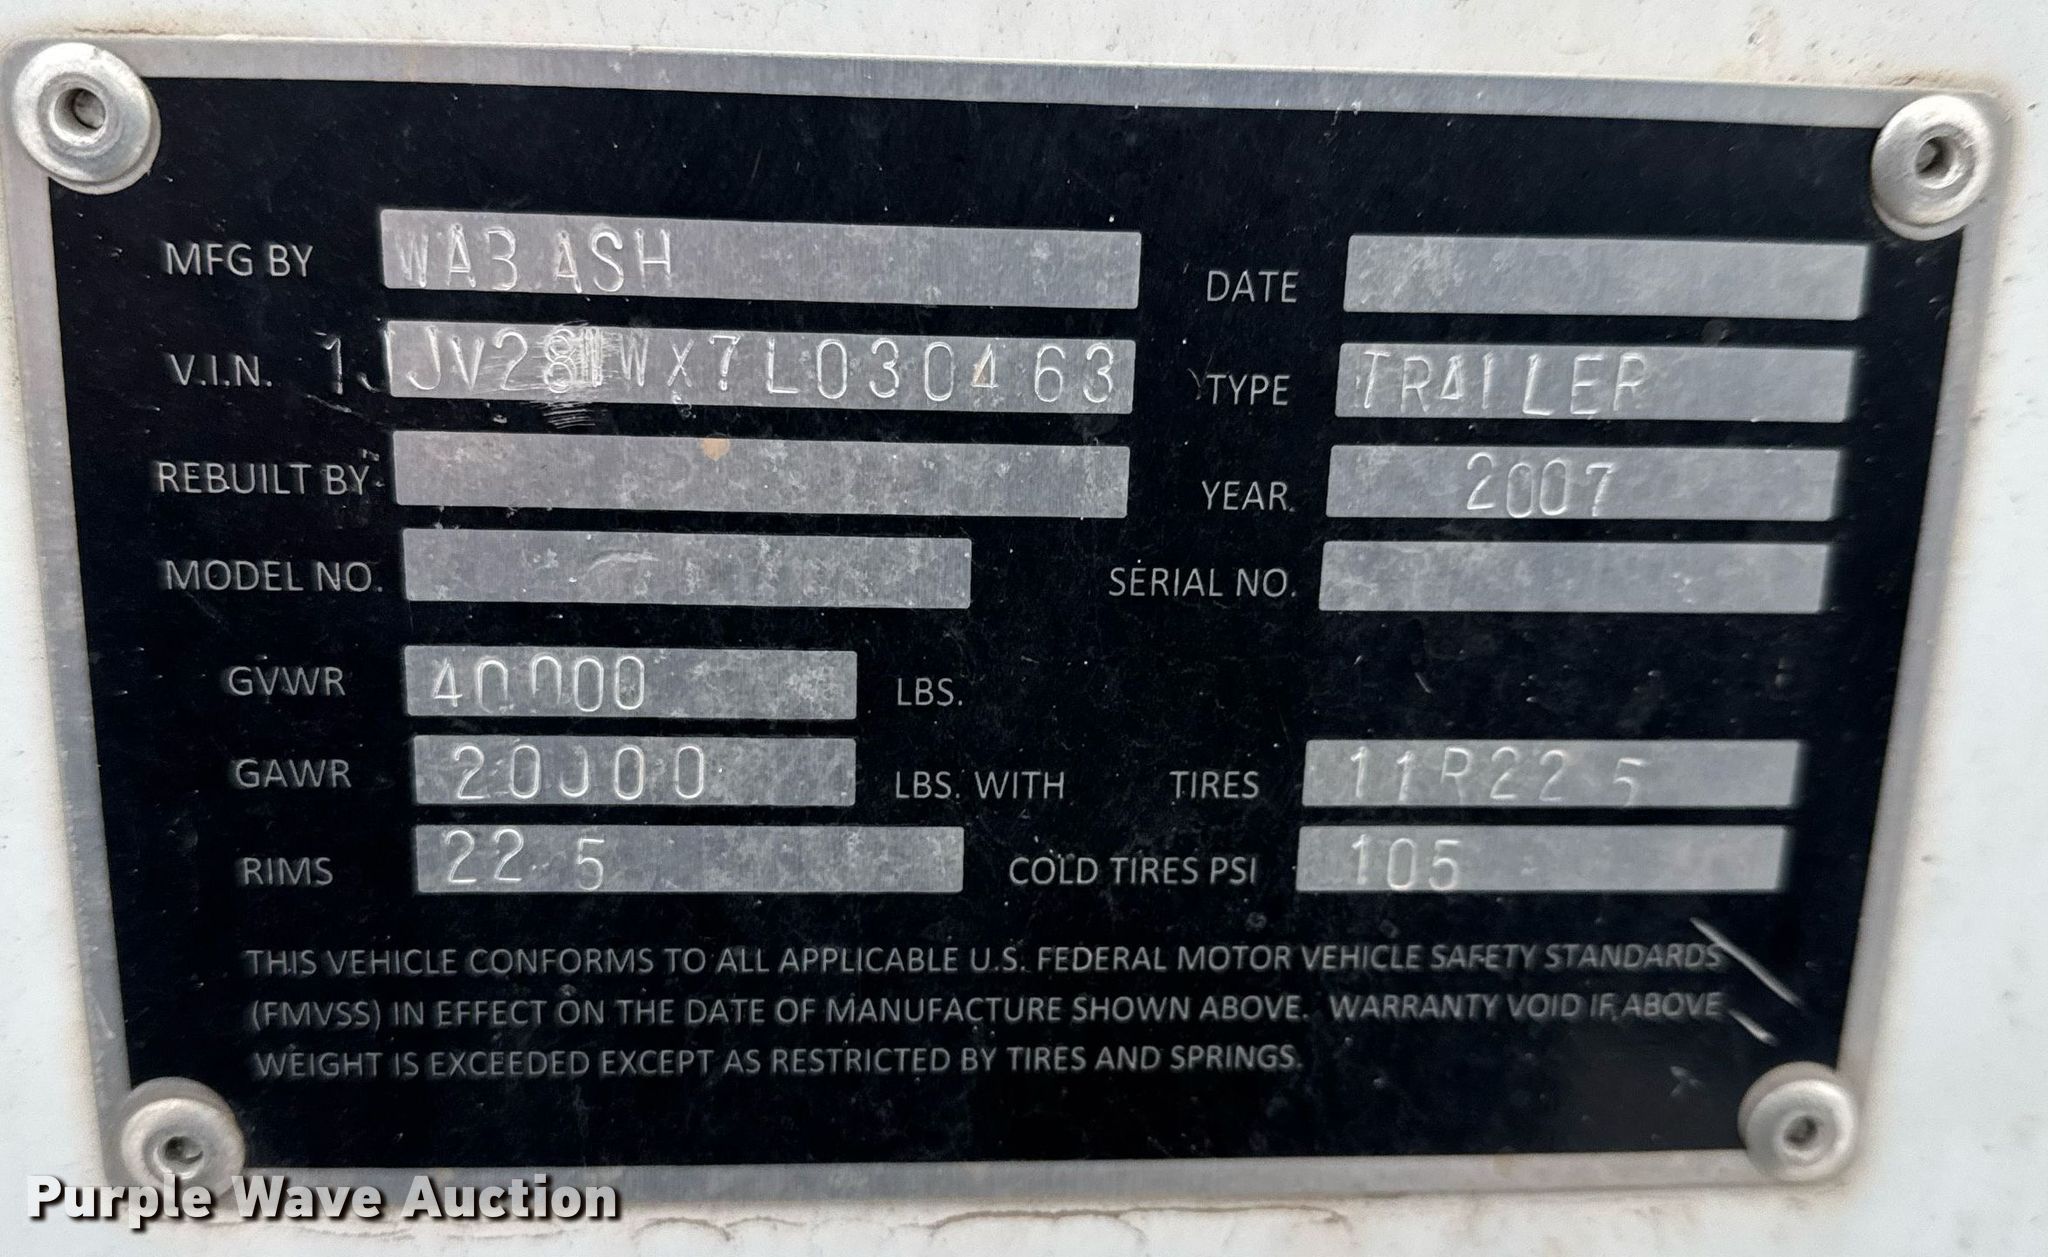 MFG BY WABASH DATE
V.I.N. 1JJV281WX7L030463 TYPE TRAILER
REBUILT BY YEAR 2007
MODEL NO. SERIAL NO.
GVWR 40000 LBS.
GAWR 20000 LBS. WITH TIRES 11R22.5
RIMS 22.5 COLD TIRES PSI 105
THIS VEHICLE CONFORMS TO ALL APPLICABLE U.S. FEDERAL MOTOR VEHICLE SAFETY STANDARDS
(FMVSS) IN EFFECT ON THE DATE OF MANUFACTURE SHOWN ABOVE. WARRANTY VOID IF ABOVE
WEIGHT IS EXCEEDED EXCEPT AS RESTRICTED BY TIRES AND SPRINGS.
Purple Wave Auction